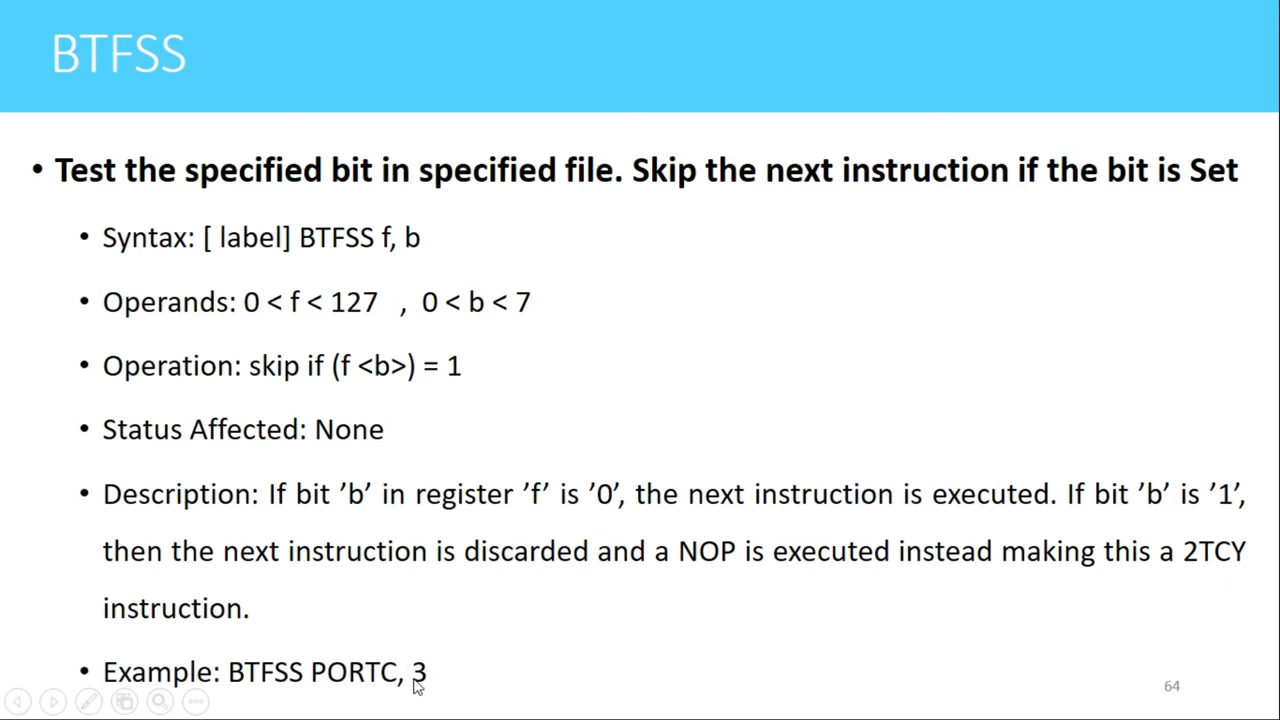 BTFSS
• Test the specified bit in specified file. Skip the next instruction if the bit is Set
• Syntax: [ label] BTFSS f, b
• Operands: 0 < f < 127 , 0 < b < 7
• Operation: skip if (f <b>) = 1
• Status Affected: None
• Description: If bit ’b’ in register ’f’ is ’0’, the next instruction is executed. If bit ’b’ is ’1’,
then the next instruction is discarded and a NOP is executed instead making this a 2TCY
instruction.
• Example: BTFSS PORTC, 3
64